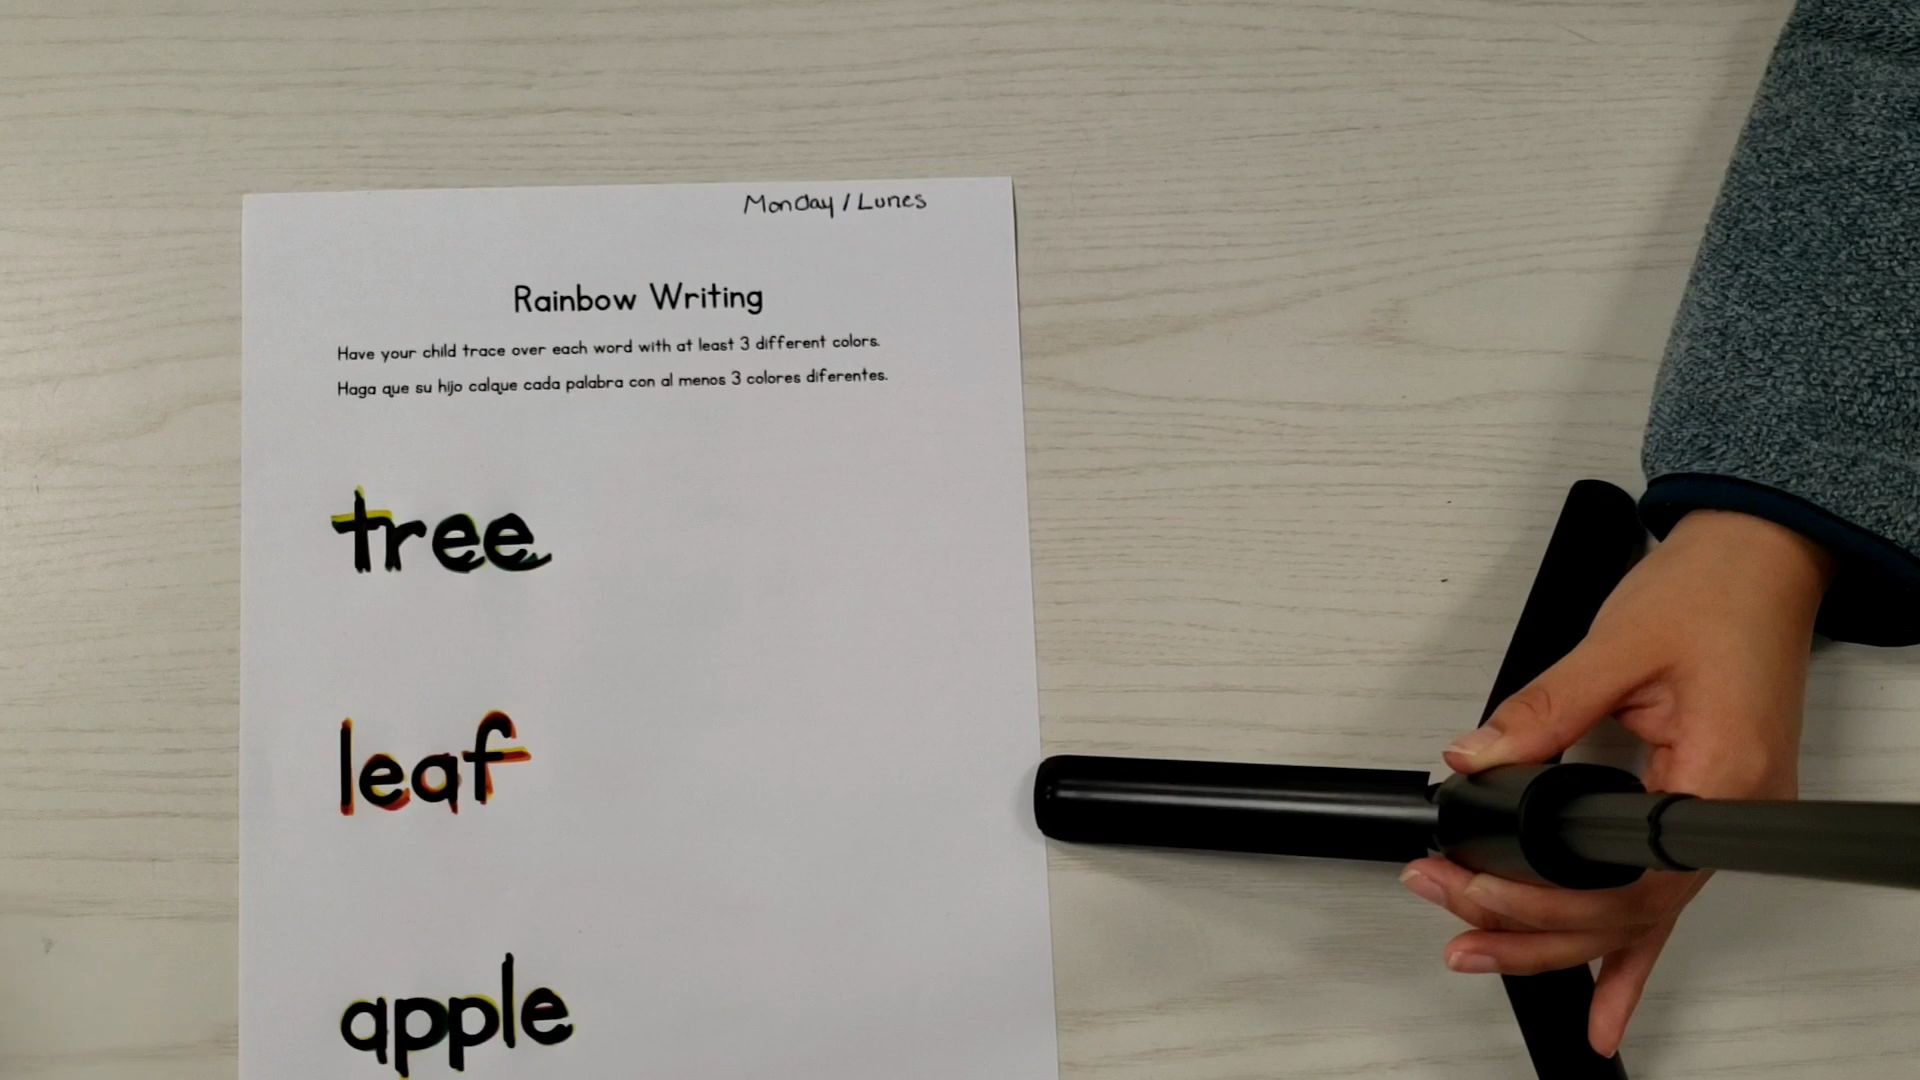 Monday / Lunes
Rainbow Writing
Have your child trace over each word with at least 3 different colors.
Haga que su hijo calque cada palabra con al menos 3 colores diferentes.
tree
leaf
apple